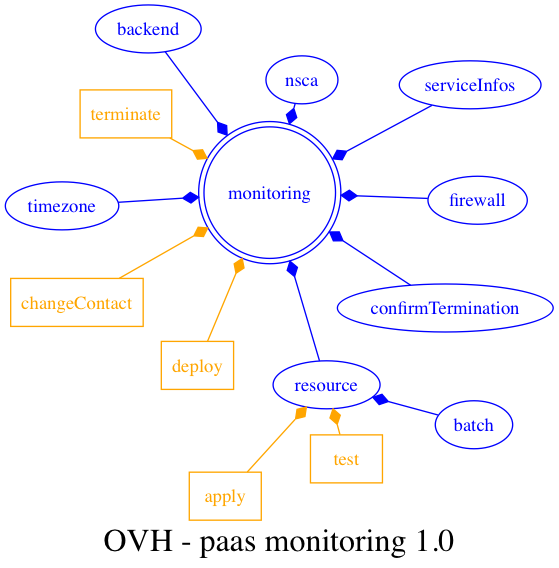 backend
nsca
serviceInfos
terminate
monitoring
timezone
firewall
changeContact
confirmTermination
deploy
resource
batch
test
apply
OVH - paas monitoring 1.0